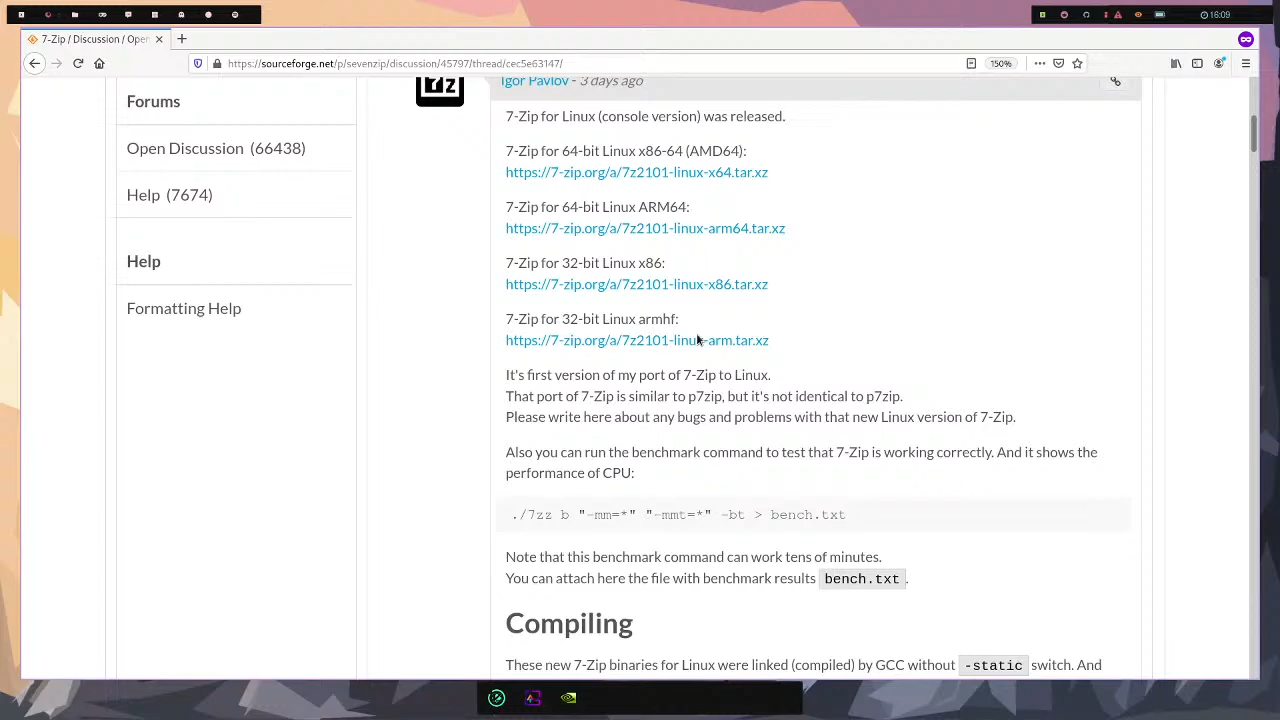 16:09
7-Zip / Discussion / Open
https://sourceforge.net/p/sevenzip/discussion/45797/thread/cec5e63147/
150%
Forums
Open Discussion (66438)
Help (7674)
Help
Formatting Help
7z
Igor Pavlov - 3 days ago
7-Zip for Linux (console version) was released.
7-Zip for 64-bit Linux x86-64 (AMD64):
https://7-zip.org/a/7z2101-linux-x64.tar.xz
7-Zip for 64-bit Linux ARM64:
https://7-zip.org/a/7z2101-linux-arm64.tar.xz
7-Zip for 32-bit Linux x86:
https://7-zip.org/a/7z2101-linux-x86.tar.xz
7-Zip for 32-bit Linux armhf:
https://7-zip.org/a/7z2101-linux-arm.tar.xz
It's first version of my port of 7-Zip to Linux.
That port of 7-Zip is similar to p7zip, but it's not identical to p7zip.
Please write here about any bugs and problems with that new Linux version of 7-Zip.
Also you can run the benchmark command to test that 7-Zip is working correctly. And it shows the
performance of CPU:
./7zz b "-mm=*" "-mmt=*" -bt > bench.txt
Note that this benchmark command can work tens of minutes.
You can attach here the file with benchmark results bench.txt.
Compiling
These new 7-Zip binaries for Linux were linked (compiled) by GCC without -static switch. And